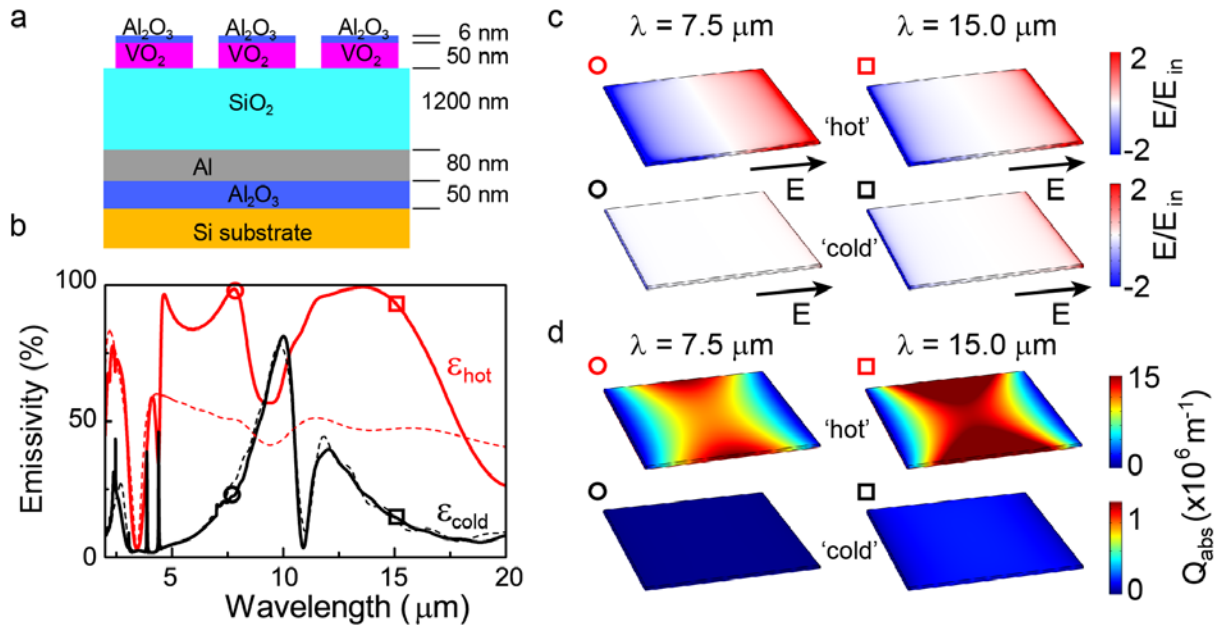 a
Al₂O₃ Al₂O₃ Al₂O₃
6 nm
VO₂ VO₂ VO₂
50 nm
SiO₂
1200 nm
Al
80 nm
Al₂O₃
50 nm
Si substrate
b
100
50
0
Emissivity (%)
εhot
εcold
5 10 15 20
Wavelength (μm)
c
λ = 7.5 μm λ = 15.0 μm
'hot'
E E
2
-2
E/Ein
'cold'
E E
2
-2
E/Ein
d
λ = 7.5 μm λ = 15.0 μm
'hot'
15
0
'cold'
1
0
Qabs (x10⁶ m⁻¹)